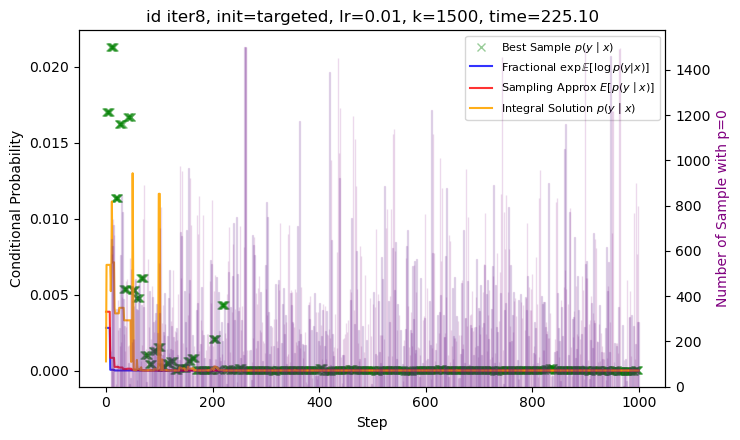 id iter8, init=targeted, lr=0.01, k=1500, time=225.10
Best Sample p(y | x)
Fractional exp𝔼[log p(y|x)]
Sampling Approx E[p(y | x)]
Integral Solution p(y | x)
Conditional Probability
0.020
0.015
0.010
0.005
0.000
0
200
400
600
800
1000
Step
1400
1200
1000
800
600
400
200
0
Number of Sample with p=0